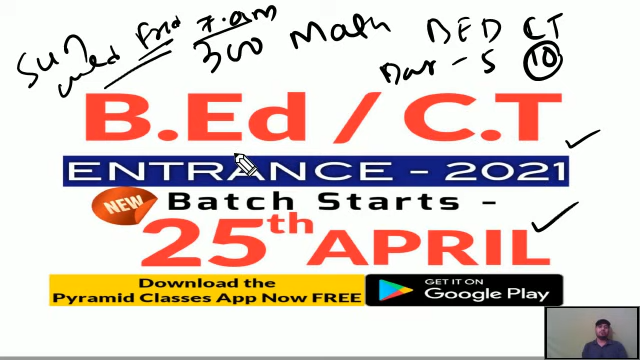 Sun Wed Frd 7.am
300 Math
BED CT
Mar - 5 10
B.Ed / C.T
ENTRANCE - 2021
NEW Batch Starts -
25th APRIL
Download the
Pyramid Classes App Now FREE
GET IT ON
Google Play